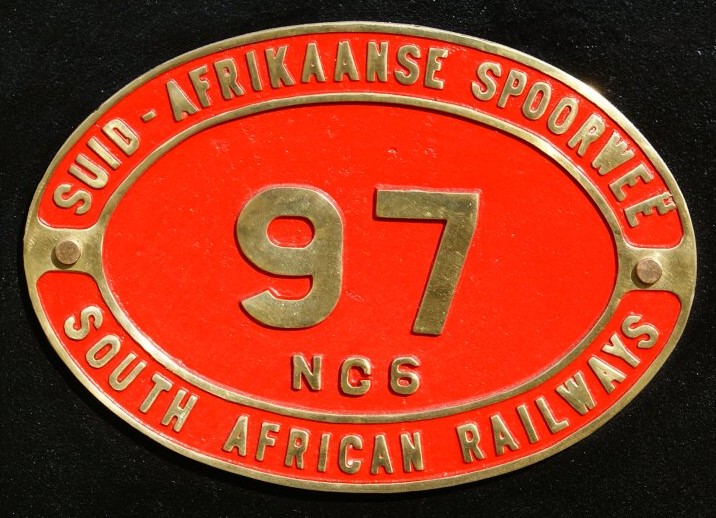 SUID-AFRIKAANSE SPOORWEË
97
NG6
SOUTH AFRICAN RAILWAYS